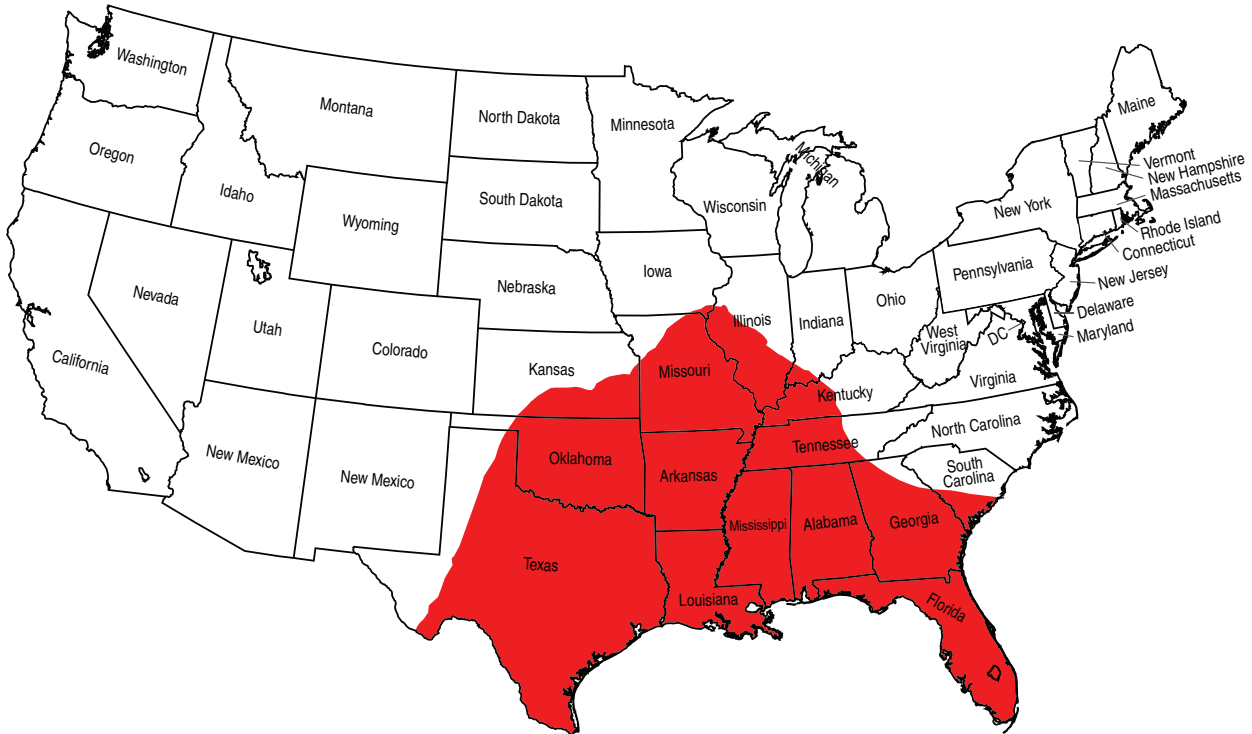 Washington
Montana
North Dakota
Minnesota
Maine
Oregon
Idaho
Wyoming
South Dakota
Wisconsin
Michigan
New York
Vermont
New Hampshire
Massachusetts
Rhode Island
Connecticut
New Jersey
Delaware
Maryland
Nevada
Utah
Colorado
Nebraska
Iowa
Illinois
Indiana
Ohio
Pennsylvania
West
Virginia
DC
Virginia
California
Kansas
Missouri
Kentucky
New Mexico
New Mexico
Oklahoma
Arkansas
Tennessee
North Carolina
South
Carolina
Texas
Louisiana
Mississippi
Alabama
Georgia
Florida